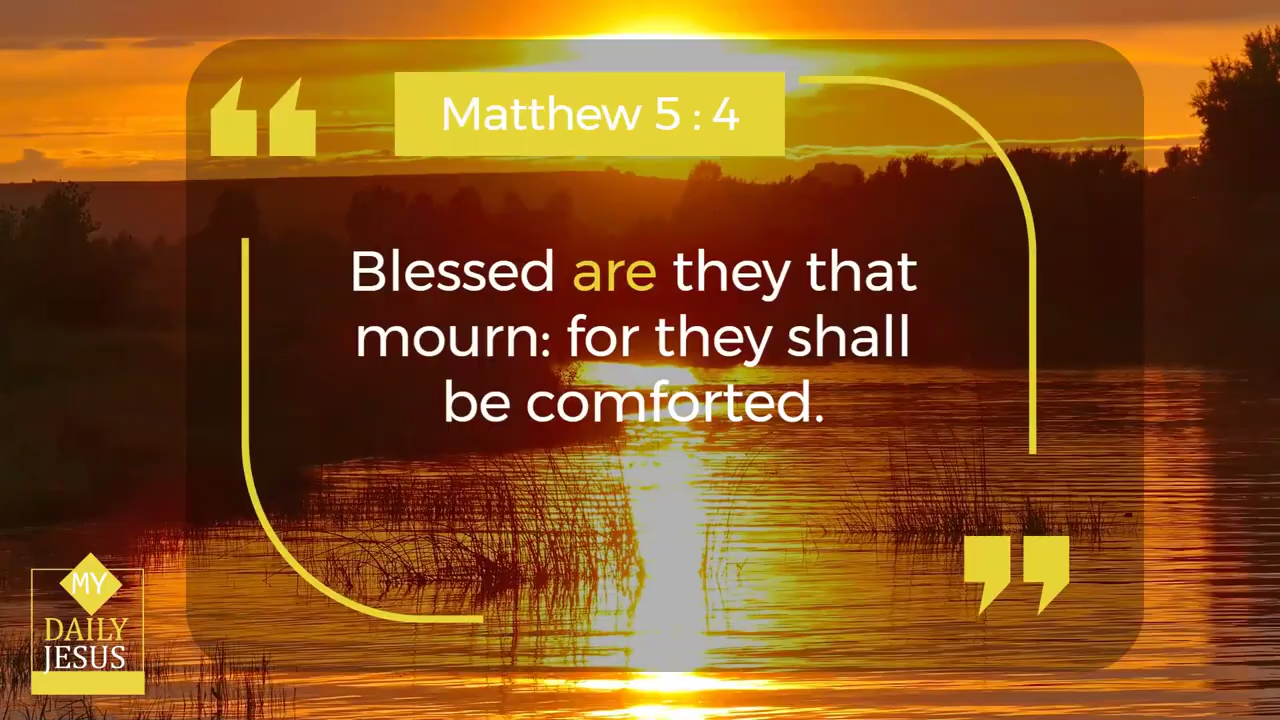 Matthew 5 : 4
Blessed are they that
mourn: for they shall
be comforted.
MY
DAILY
JESUS